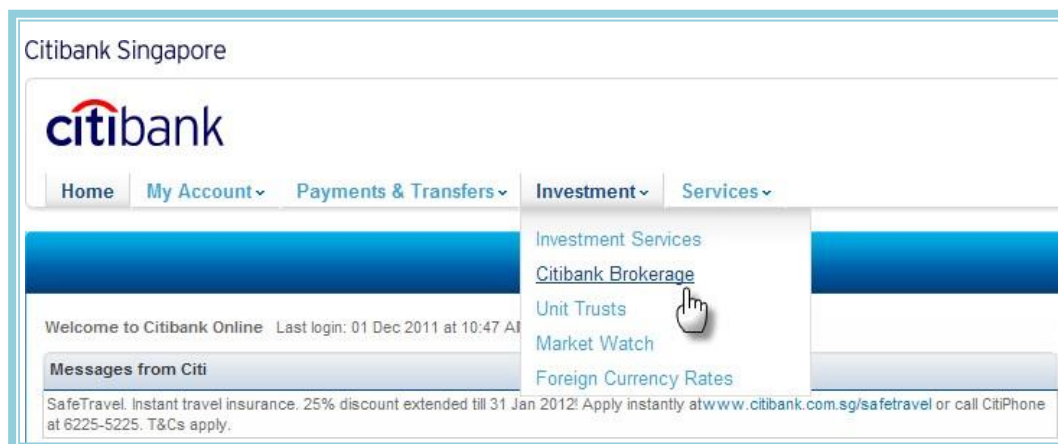 Citibank Singapore
citibank
Home My Account Payments & Transfers Investment Services
Investment Services
Citibank Brokerage
Unit Trusts
Market Watch
Foreign Currency Rates
Welcome to Citibank Online Last login: 01 Dec 2011 at 10:47 A
Messages from Citi
SafeTravel. Instant travel insurance. 25% discount extended till 31 Jan 2012! Apply instantly atwww.citibank.com.sg/safetravel or call CitiPhone
at 6225-5225. T&Cs apply.